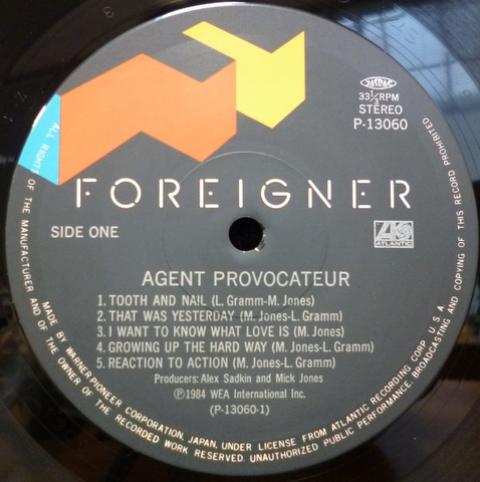 JASRAC
33⅓RPM
STEREO
P-13060
FOREIGNER
SIDE ONE
ATLANTIC
AGENT PROVOCATEUR
1. TOOTH AND NAIL (L. Gramm-M. Jones)
2. THAT WAS YESTERDAY (M. Jones-L. Gramm)
3. I WANT TO KNOW WHAT LOVE IS (M. Jones)
4. GROWING UP THE HARD WAY (M. Jones-L. Gramm)
5. REACTION TO ACTION (M. Jones-L. Gramm)
Producers: Alex Sadkin and Mick Jones
Ⓟ1984 WEA International Inc.
(P-13060-1)
MADE BY WARNER-PIONEER CORPORATION, JAPAN, UNDER LICENSE FROM ATLANTIC RECORDING CORP. U.S.A.
ALL RIGHTS OF THE MANUFACTURER AND OF THE OWNER OF THE RECORDED WORK RESERVED. UNAUTHORIZED PUBLIC PERFORMANCE, BROADCASTING AND COPYING OF THIS RECORD PROHIBITED